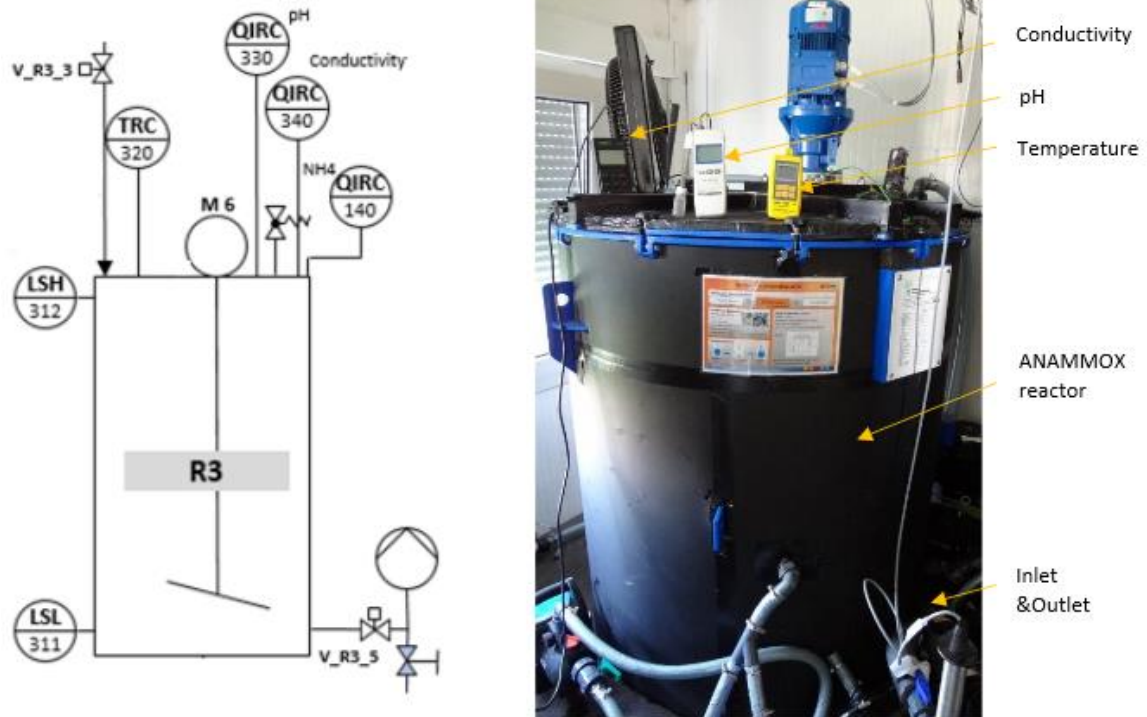 QIRC
330
pH
Conductivity
V_R3_3
QIRC
340
TRC
320
NH4
QIRC
140
M 6
LSH
312
R3
LSL
311
V_R3_5
Conductivity
pH
Temperature
ANAMMOX
reactor
Inlet
&Outlet